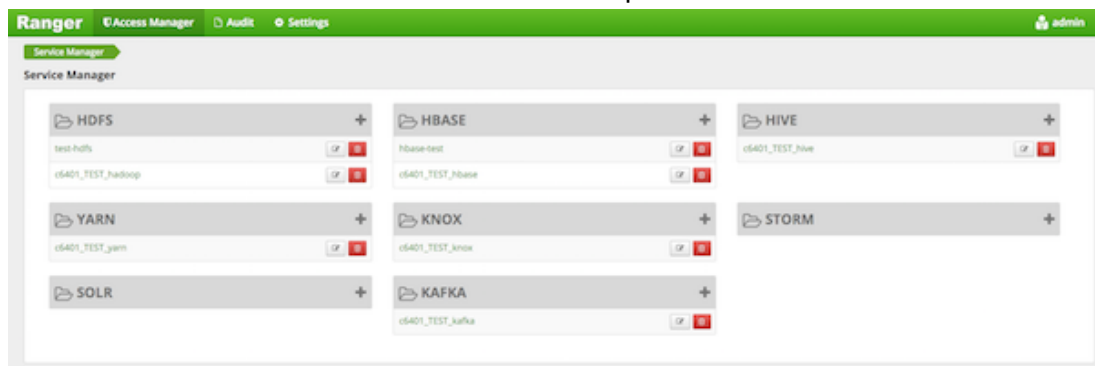 Ranger Access Manager Audit Settings admin
Service Manager
Service Manager
HDFS + HBASE + HIVE +
test-hdfs hbase-test c6401_TEST_hive
c6401_TEST_hadoop c6401_TEST_hbase
YARN + KNOX + STORM +
c6401_TEST_yarn c6401_TEST_knox
SOLR + KAFKA +
c6401_TEST_kafka